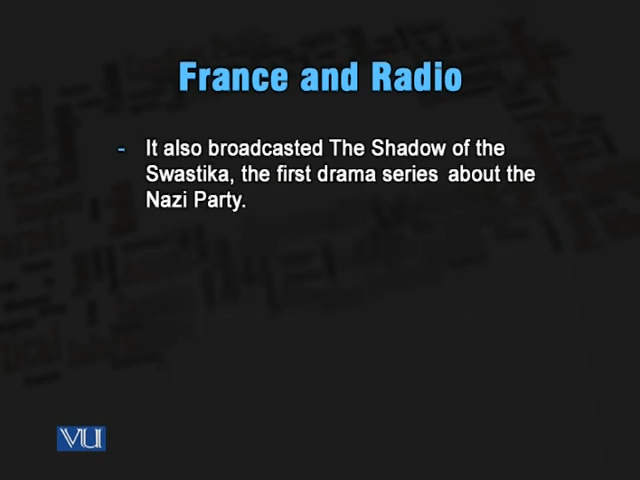 France and Radio
- It also broadcasted The Shadow of the
Swastika, the first drama series about the
Nazi Party.
VU